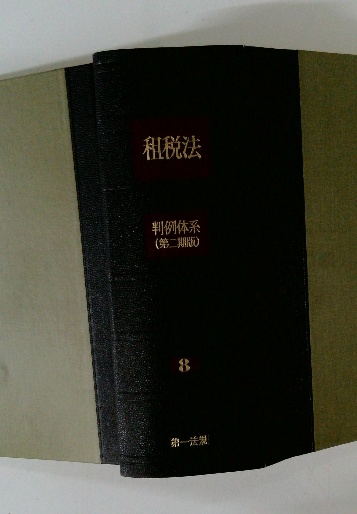 租税法
判例体系
(第二期版)
8
第一法規